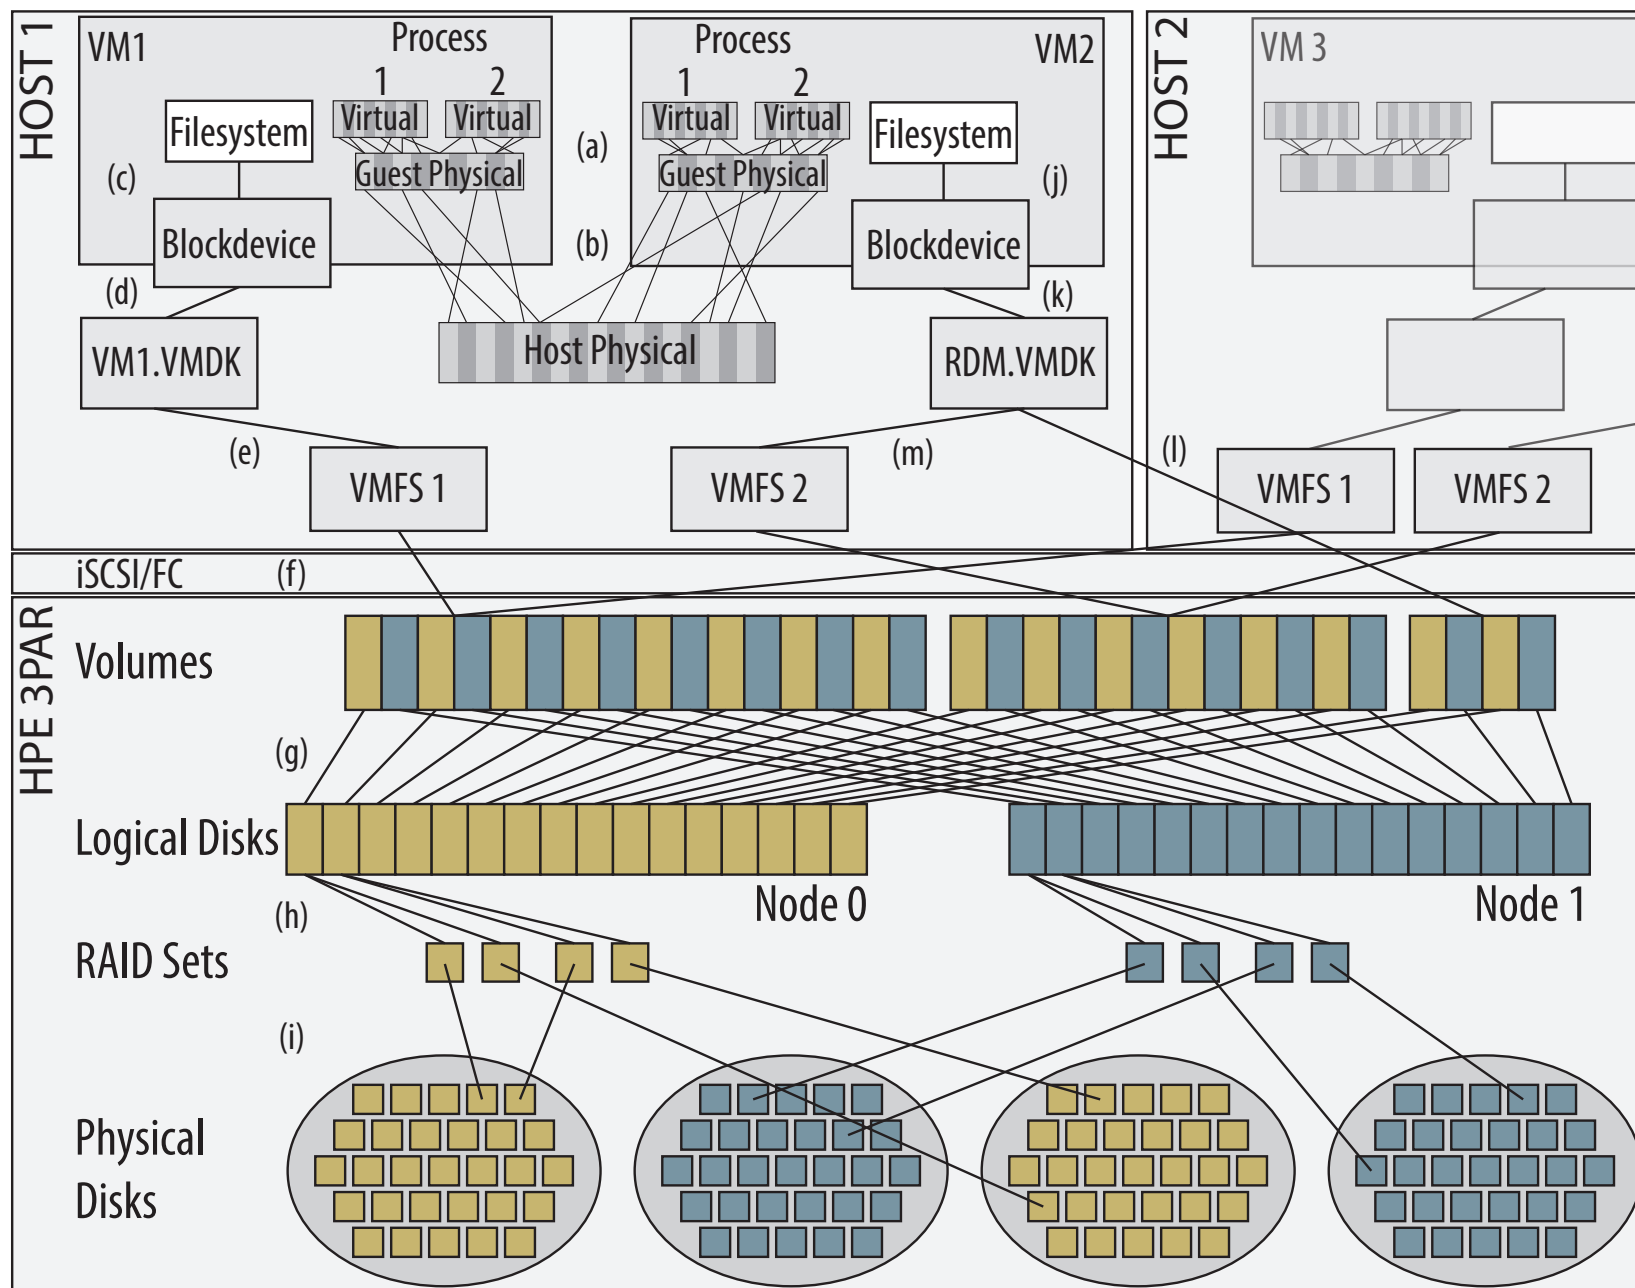 HOST 1
VM1
Process
1 2
Virtual Virtual
Guest Physical
Filesystem
(c)
Blockdevice
(d)
VM1.VMDK
(e)
VMFS 1
(a)
(b)
Host Physical
Process
1 2
VM2
Virtual Virtual
Guest Physical
Filesystem
(j)
Blockdevice
(k)
RDM.VMDK
(m)
VMFS 2
HOST 2
VM 3
(l)
VMFS 1
VMFS 2
iSCSI/FC
(f)
HPE 3PAR
Volumes
(g)
Logical Disks
Node 0
Node 1
(h)
RAID Sets
(i)
Physical
Disks